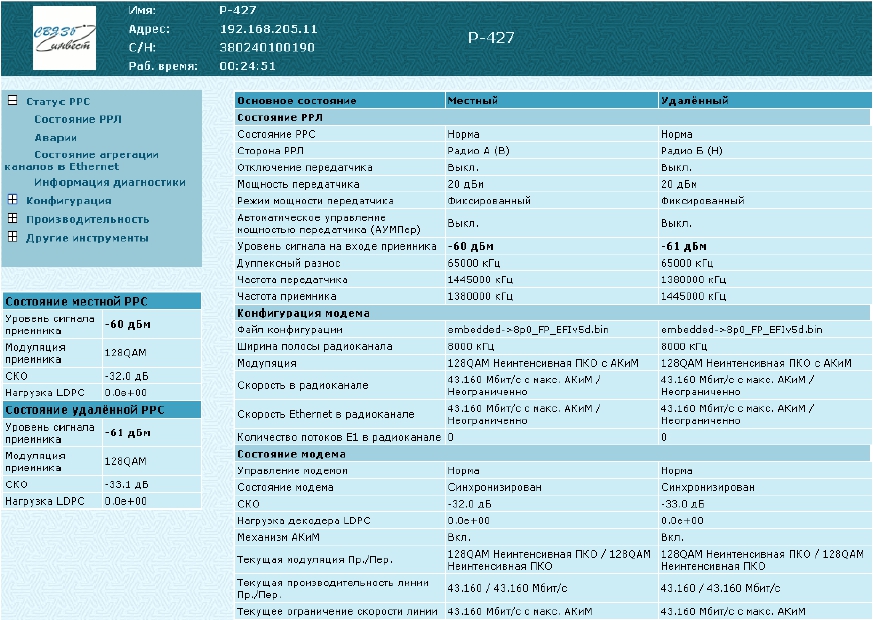 СВЯЗЬ
инвест
Имя: Р-427
Адрес: 192.168.205.11
С/Н: 380240100190
Раб. время: 00:24:51
Р-427
Статус РРС
Состояние РРЛ
Аварии
Состояние агрегации
каналов в Ethernet
Информация диагностики
Конфигурация
Производительность
Другие инструменты
Состояние местной РРС
Уровень сигнала
приемника -60 дБм
Модуляция
приемника 128QAM
СКО -32.0 дБ
Нагрузка LDPC 0.0e+00
Состояние удалённой РРС
Уровень сигнала
приемника -61 дБм
Модуляция
приемника 128QAM
СКО -33.1 дБ
Нагрузка LDPC 0.0e+00
Основное состояние Местный Удалённый
Состояние РРЛ
Состояние РРС Норма Норма
Сторона РРЛ Радио А (В) Радио Б (Н)
Отключение передатчика Выкл. Выкл.
Мощность передатчика 20 дБм 20 дБм
Режим мощности передатчика Фиксированный Фиксированный
Автоматическое управление
мощностью передатчика (АУМПер) Выкл. Выкл.
Уровень сигнала на входе приемника -60 дБм -61 дБм
Дуплексный разнос 65000 кГц 65000 кГц
Частота передатчика 1445000 кГц 1380000 кГц
Частота приемника 1380000 кГц 1445000 кГц
Конфигурация модема
Файл конфигурации embedded->8p0_FP_EFIv5d.bin embedded->8p0_FP_EFIv5d.bin
Ширина полосы радиоканала 8000 кГц 8000 кГц
Модуляция 128QAM Неинтенсивная ПКО с АКиМ 128QAM Неинтенсивная ПКО с АКиМ
Скорость в радиоканале 43.160 Мбит/с с макс. АКиМ / 43.160 Мбит/с с макс. АКиМ /
Неограниченно Неограниченно
Скорость Ethernet в радиоканале 43.160 Мбит/с с макс. АКиМ / 43.160 Мбит/с с макс. АКиМ /
Неограниченно Неограниченно
Количество потоков Е1 в радиоканале 0 0
Состояние модема
Управление модемом Норма Норма
Состояние модема Синхронизирован Синхронизирован
СКО -32.0 дБ -33.0 дБ
Нагрузка декодера LDPC 0.0e+00 0.0e+00
Механизм АКиМ Вкл. Вкл.
Текущая модуляция Пр./Пер. 128QAM Неинтенсивная ПКО / 128QAM 128QAM Неинтенсивная ПКО / 128QAM
Неинтенсивная ПКО Неинтенсивная ПКО
Текущая производительность линии
Пр./Пер. 43.160 / 43.160 Мбит/с 43.160 / 43.160 Мбит/с
Текущее ограничение скорости линии 43.160 Мбит/с с макс. АКиМ 43.160 Мбит/с с макс. АКиМ